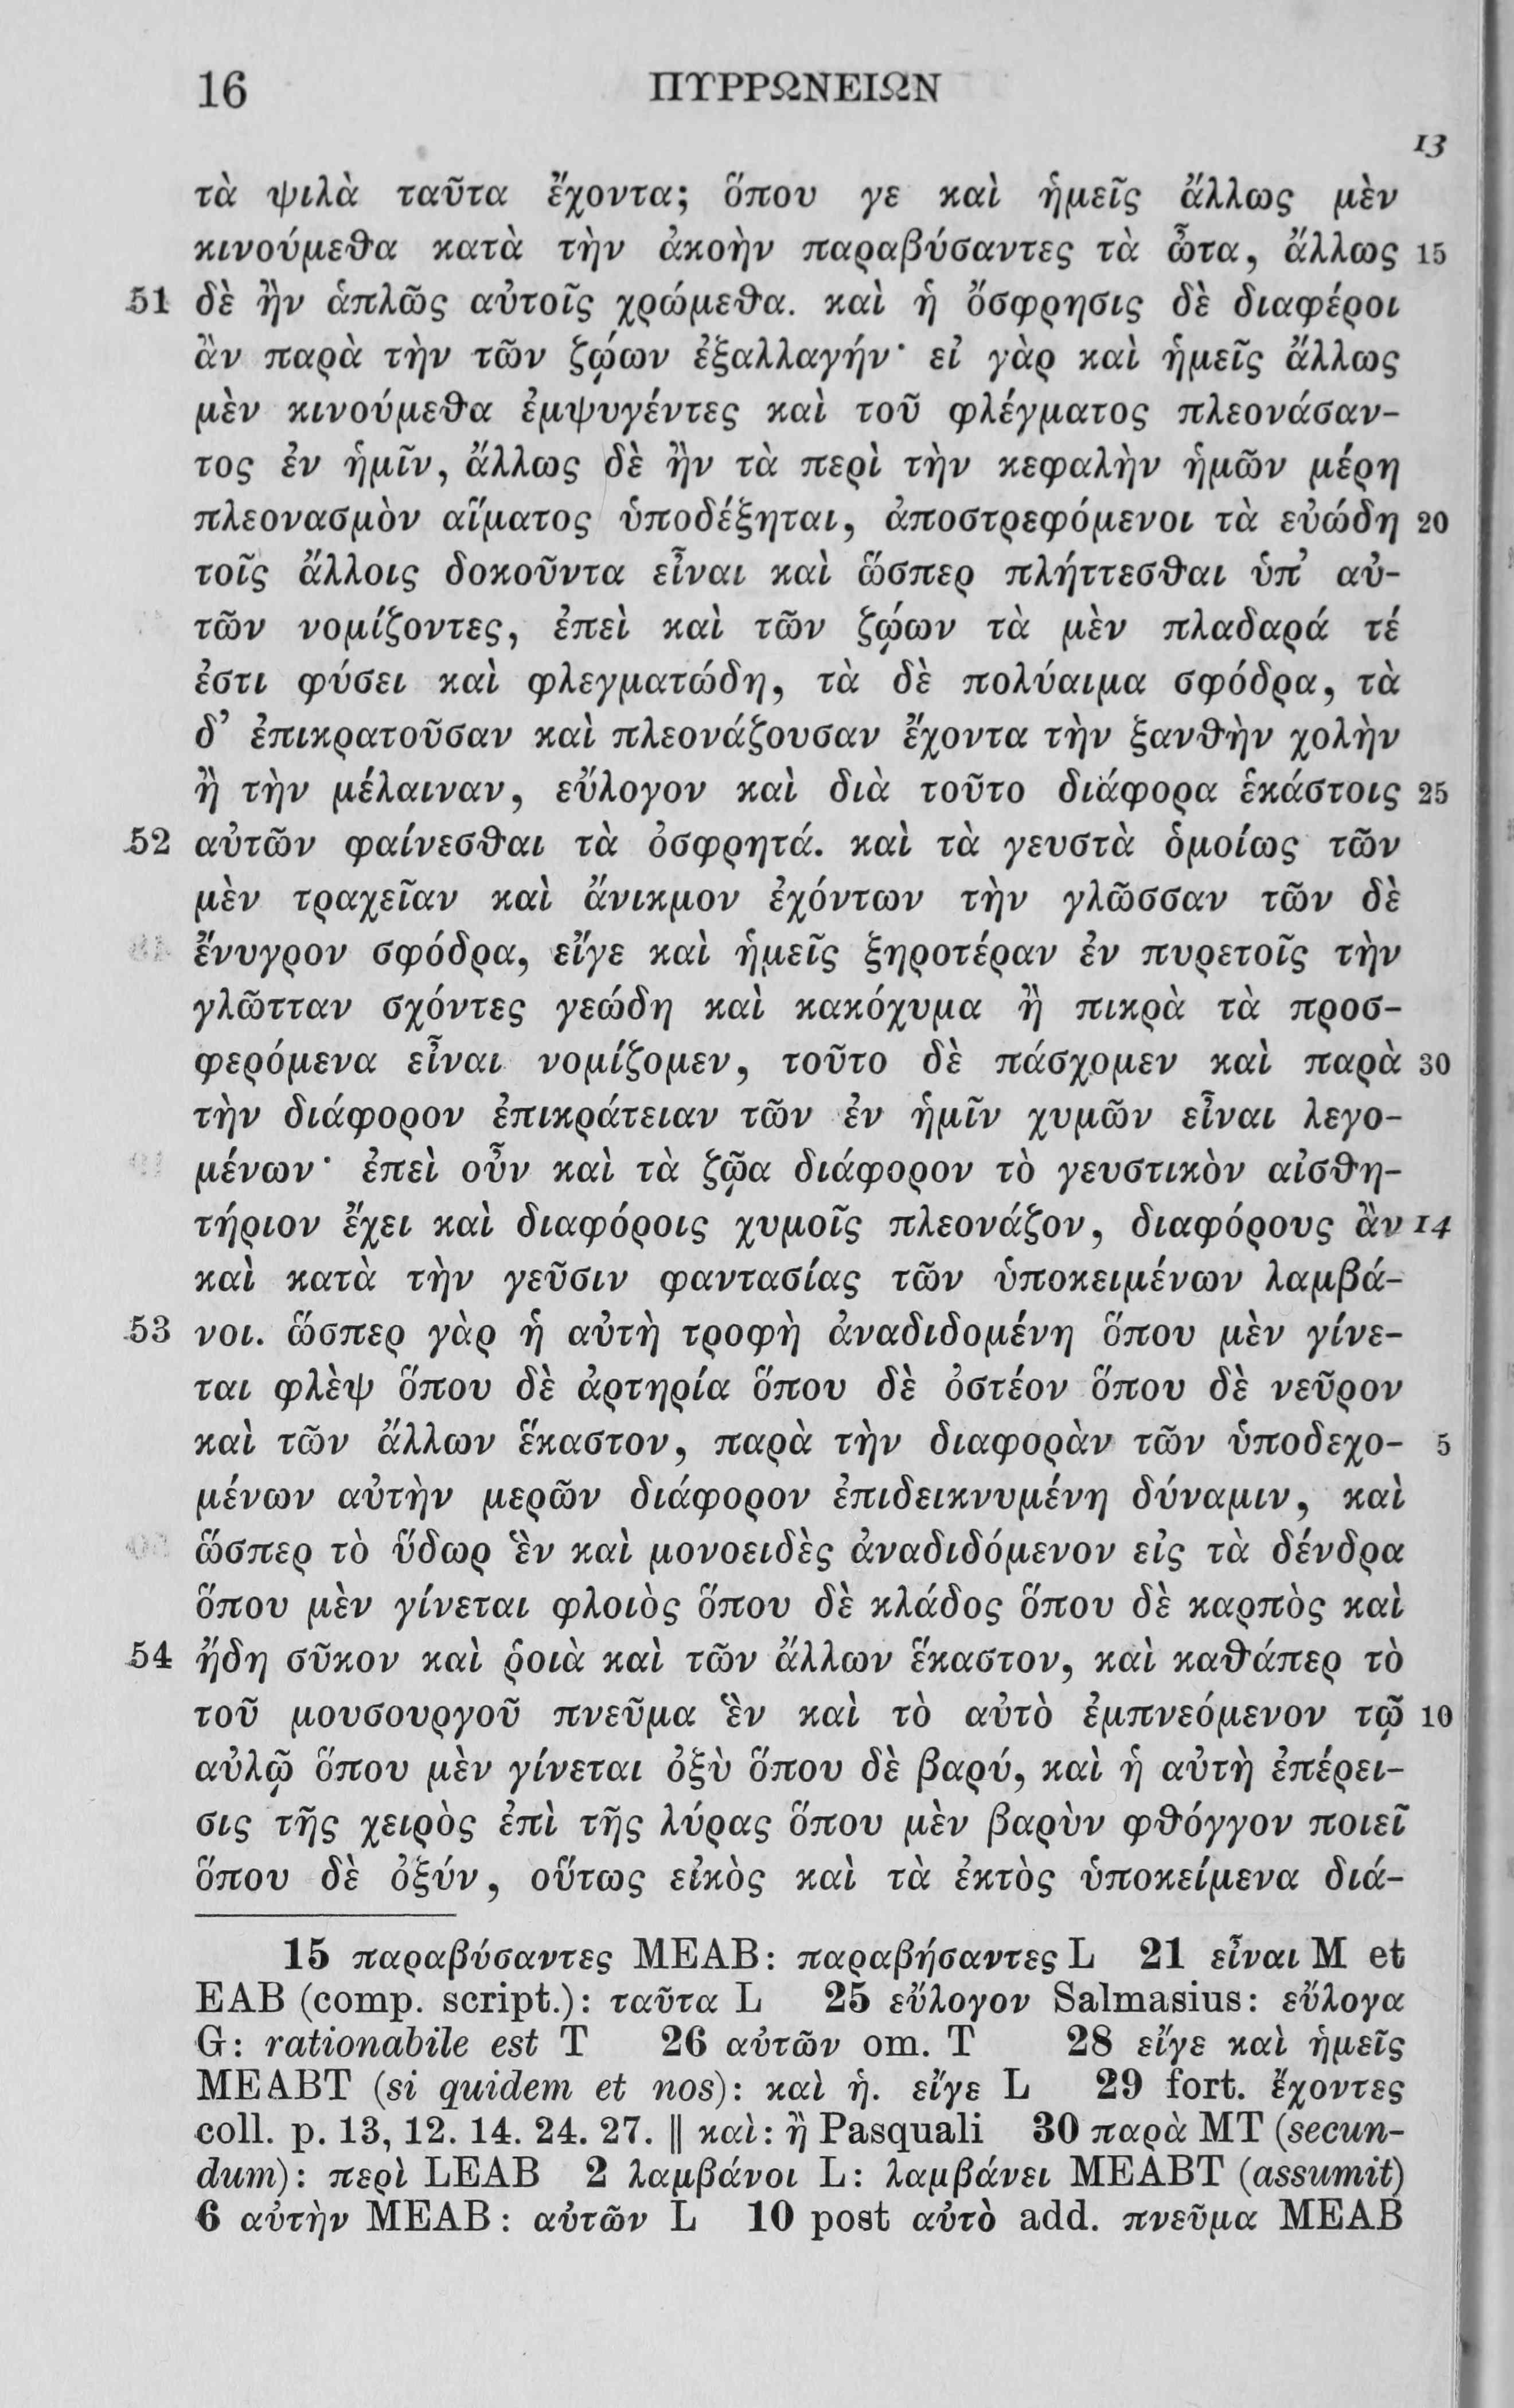 16 ΠΥΡΡΩΝΕΙΩΝ
13
τὰ ψιλὰ ταῦτα ἔχοντα; ὅπου γε καὶ ἡμεῖς ἄλλως μὲν
κινούμεθα κατὰ τὴν ἀκοὴν παραβύσαντες τὰ ὦτα, ἄλλως 15
51 δὲ ἢν ἁπλῶς αὐτοῖς χρώμεθα. καὶ ἡ ὄσφρησις δὲ διαφέροι
ἂν παρὰ τὴν τῶν ζῴων ἐξαλλαγήν· εἰ γὰρ καὶ ἡμεῖς ἄλλως
μὲν κινούμεθα ἐμψυγέντες καὶ τοῦ φλέγματος πλεονάσαν-
τος ἐν ἡμῖν, ἄλλως δὲ ἢν τὰ περὶ τὴν κεφαλὴν ἡμῶν μέρη
πλεονασμὸν αἵματος ὑποδέξηται, ἀποστρεφόμενοι τὰ εὐώδη 20
τοῖς ἄλλοις δοκοῦντα εἶναι καὶ ὥσπερ πλήττεσθαι ὑπ’ αὐ-
τῶν νομίζοντες, ἐπεὶ καὶ τῶν ζῴων τὰ μὲν πλαδαρά τέ
ἐστι φύσει καὶ φλεγματώδη, τὰ δὲ πολύαιμα σφόδρα, τὰ
δ’ ἐπικρατοῦσαν καὶ πλεονάζουσαν ἔχοντα τὴν ξανθὴν χολὴν
ἢ τὴν μέλαιναν, εὔλογον καὶ διὰ τοῦτο διάφορα ἑκάστοις 25
52 αὐτῶν φαίνεσθαι τὰ ὀσφρητά. καὶ τὰ γευστὰ ὁμοίως τῶν
μὲν τραχεῖαν καὶ ἄνικμον ἐχόντων τὴν γλῶσσαν τῶν δὲ
ἔνυγρον σφόδρα, εἴγε καὶ ἡμεῖς ξηροτέραν ἐν πυρετοῖς τὴν
γλῶτταν σχόντες γεώδη καὶ κακόχυμα ἢ πικρὰ τὰ προσ-
φερόμενα εἶναι νομίζομεν, τοῦτο δὲ πάσχομεν καὶ παρὰ 30
τὴν διάφορον ἐπικράτειαν τῶν ἐν ἡμῖν χυμῶν εἶναι λεγο-
μένων· ἐπεὶ οὖν καὶ τὰ ζῷα διάφορον τὸ γευστικὸν αἰσθη-
τήριον ἔχει καὶ διαφόροις χυμοῖς πλεονάζον, διαφόρους ἂν 14
καὶ κατὰ τὴν γεῦσιν φαντασίας τῶν ὑποκειμένων λαμβά-
53 νοι. ὥσπερ γὰρ ἡ αὐτὴ τροφὴ ἀναδιδομένη ὅπου μὲν γίνε-
ται φλὲψ ὅπου δὲ ἀρτηρία ὅπου δὲ ὀστέον ὅπου δὲ νεῦρον
καὶ τῶν ἄλλων ἕκαστον, παρὰ τὴν διαφορὰν τῶν ὑποδεχο- 5
μένων αὐτὴν μερῶν διάφορον ἐπιδεικνυμένη δύναμιν, καὶ
ὥσπερ τὸ ὕδωρ ἓν καὶ μονοειδὲς ἀναδιδόμενον εἰς τὰ δένδρα
ὅπου μὲν γίνεται φλοιὸς ὅπου δὲ κλάδος ὅπου δὲ καρπὸς καὶ
54 ἤδη σῦκον καὶ ῥοιὰ καὶ τῶν ἄλλων ἕκαστον, καὶ καθάπερ τὸ
τοῦ μουσουργοῦ πνεῦμα ἓν καὶ τὸ αὐτὸ ἐμπνεόμενον τῷ 10
αὐλῷ ὅπου μὲν γίνεται ὀξὺ ὅπου δὲ βαρύ, καὶ ἡ αὐτὴ ἐπέρει-
σις τῆς χειρὸς ἐπὶ τῆς λύρας ὅπου μὲν βαρὺν φθόγγον ποιεῖ
ὅπου δὲ ὀξύν, οὕτως εἰκὸς καὶ τὰ ἐκτὸς ὑποκείμενα διά-
15 παραβύσαντες MEAB: παραβήσαντες L 21 εἶναι M et
EAB (comp. script.): ταῦτα L 25 εὔλογον Salmasius: εὔλογα
G: rationabile est T 26 αὐτῶν om. T 28 εἴγε καὶ ἡμεῖς
MEABT (si quidem et nos): καὶ ἡ. εἴγε L 29 fort. ἔχοντες
coll. p. 13, 12. 14. 24. 27. ‖ καὶ: ἢ Pasquali 30 παρὰ MT (secun-
dum): περὶ LEAB 2 λαμβάνοι L: λαμβάνει MEABT (assumit)
6 αὐτὴν MEAB: αὐτῶν L 10 post αὐτὸ add. πνεῦμα MEAB